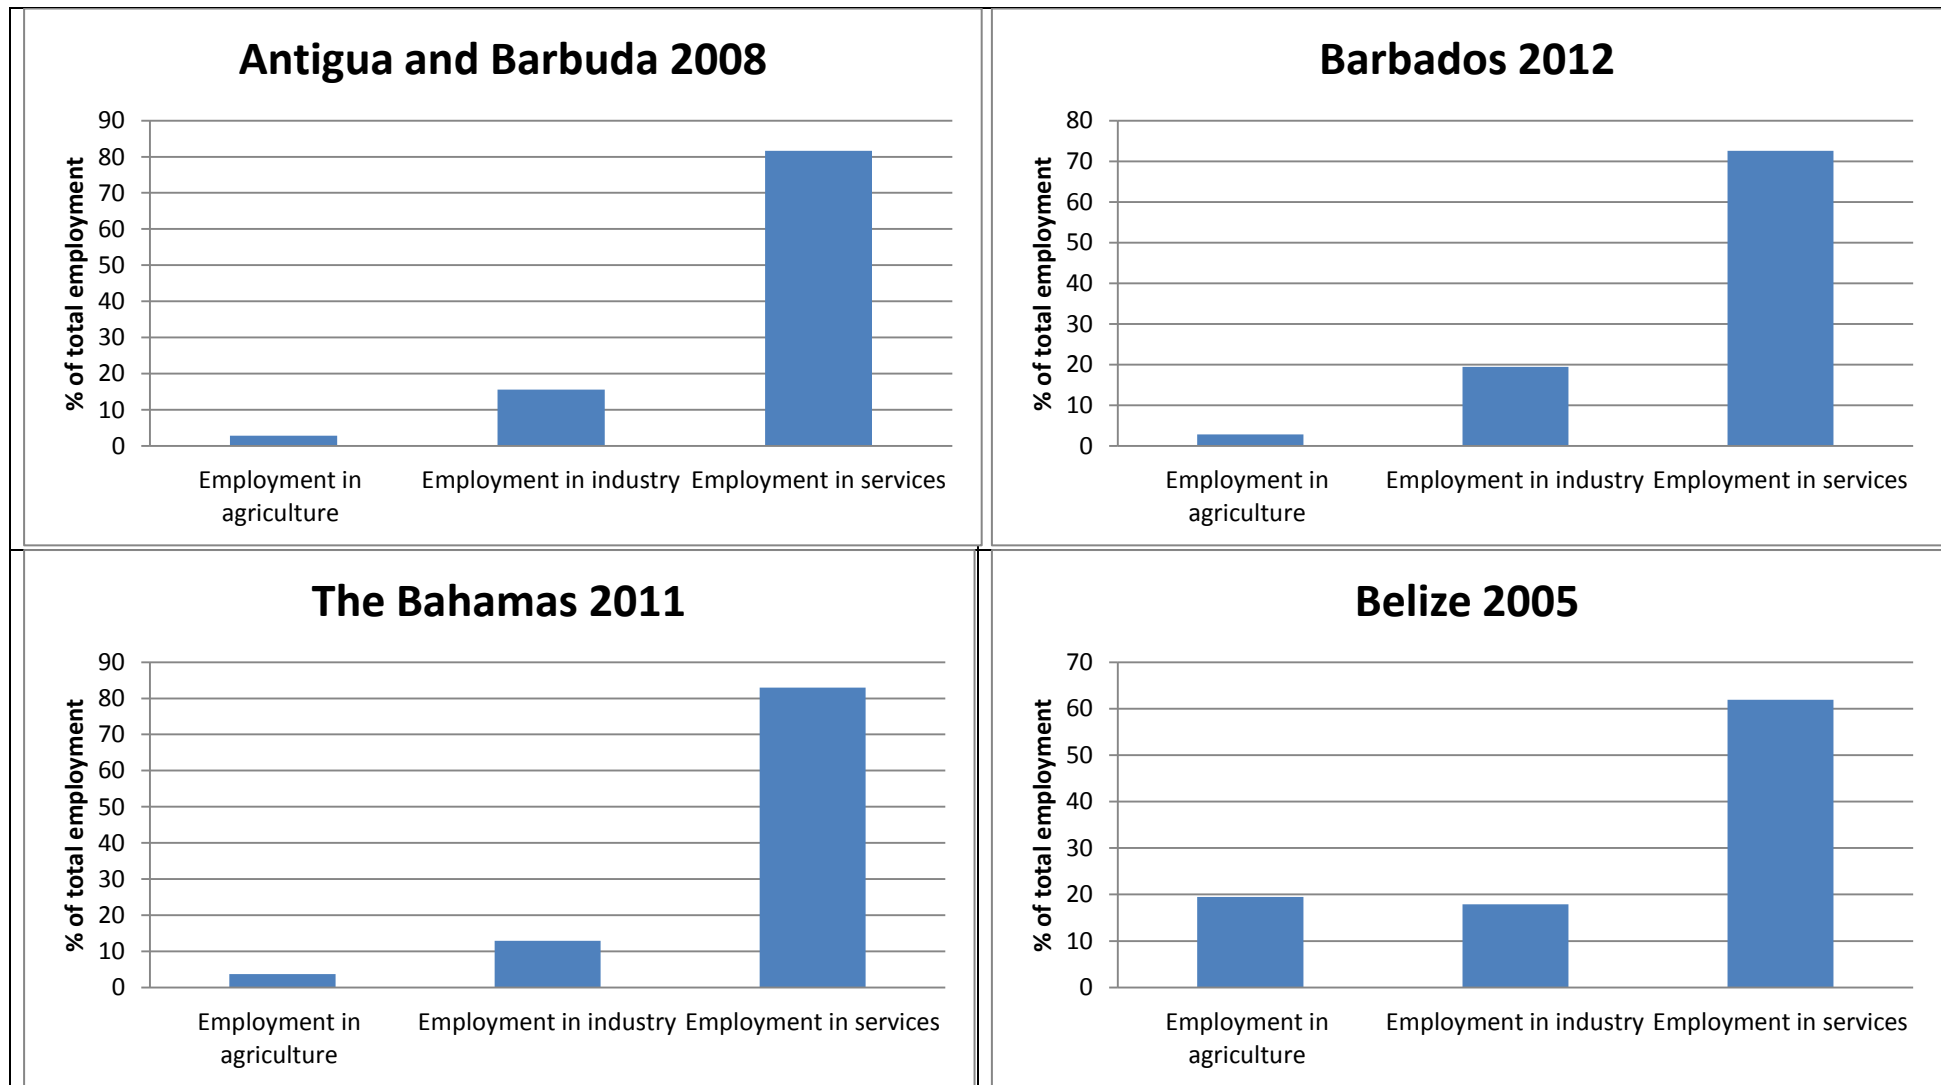 Antigua and Barbuda 2008
% of total employment
90
80
70
60
50
40
30
20
10
0
Employment in
agriculture
Employment in industry
Employment in services
Barbados 2012
% of total employment
80
70
60
50
40
30
20
10
0
Employment in
agriculture
Employment in industry
Employment in services
The Bahamas 2011
% of total employment
90
80
70
60
50
40
30
20
10
0
Employment in
agriculture
Employment in industry
Employment in services
Belize 2005
% of total employment
70
60
50
40
30
20
10
0
Employment in
agriculture
Employment in industry
Employment in services